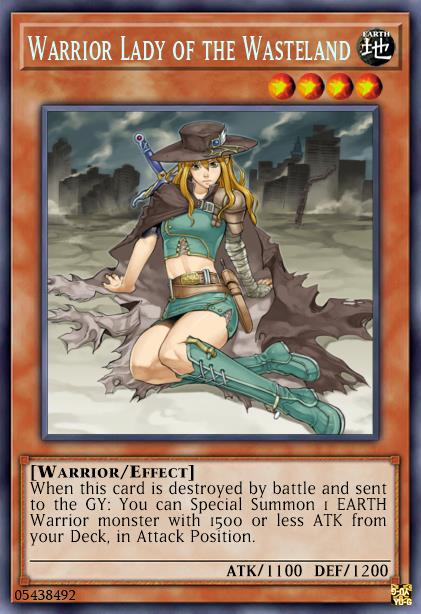 WARRIOR LADY OF THE WASTELAND
EARTH
地
[WARRIOR/EFFECT]
When this card is destroyed by battle and sent
to the GY: You can Special Summon 1 EARTH
Warrior monster with 1500 or less ATK from
your Deck, in Attack Position.
ATK/1100 DEF/1200
05438492